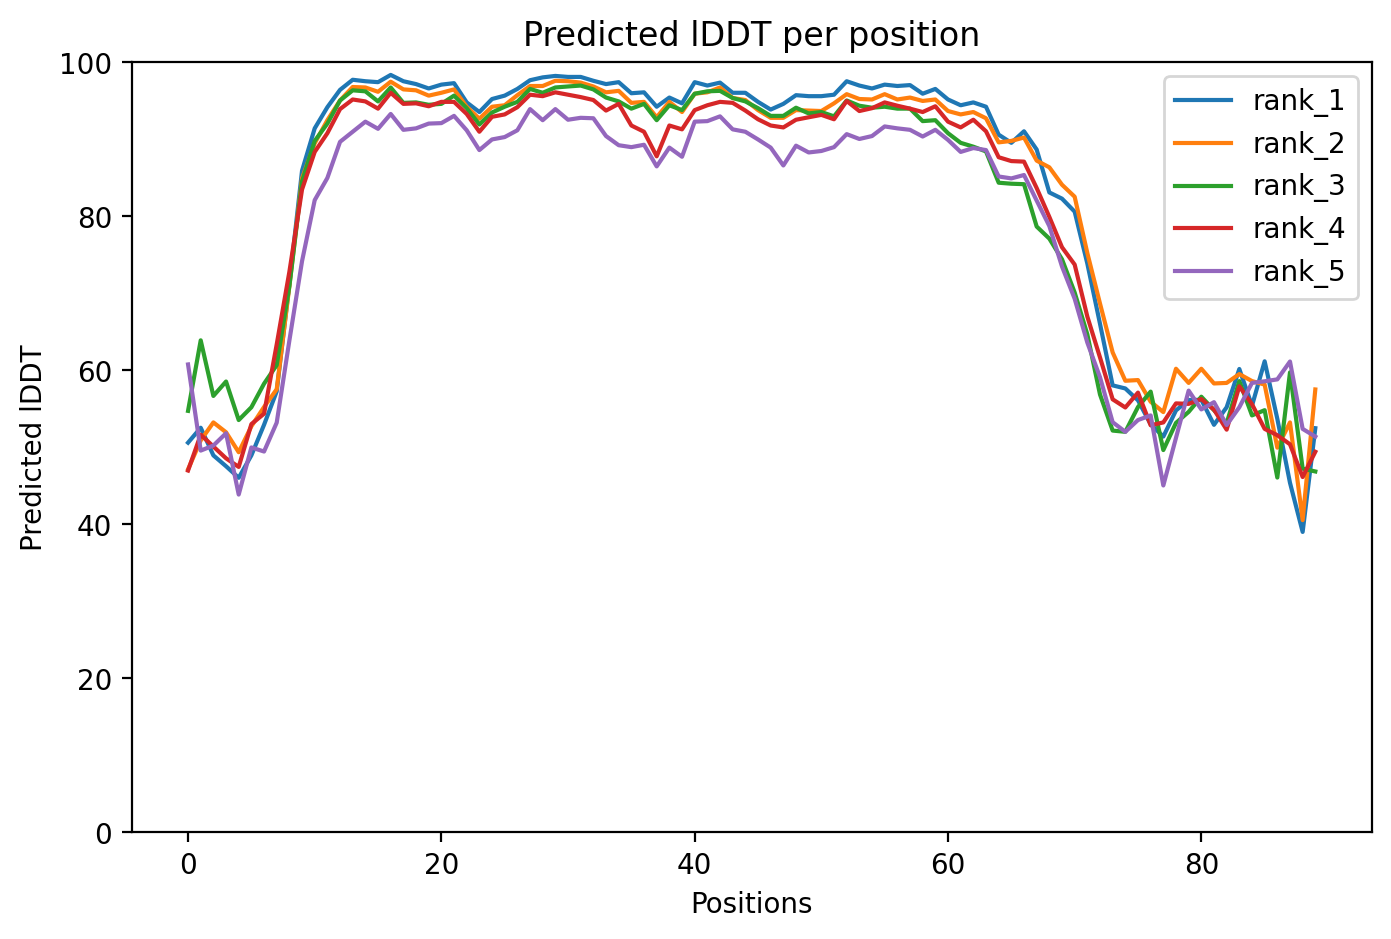 Predicted lDDT per position
100
80
60
40
20
0
Predicted lDDT
0 20 40 60 80
Positions
rank_1
rank_2
rank_3
rank_4
rank_5